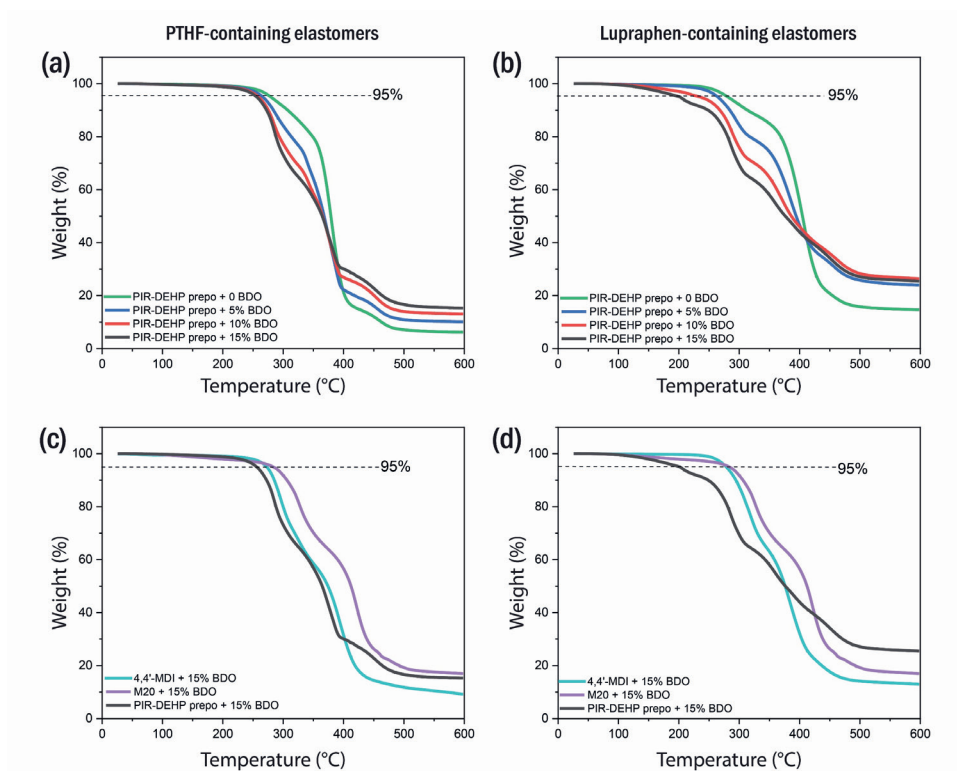 PTHF-containing elastomers
Lupraphen-containing elastomers
(a)
100
80
60
40
20
0
Weight (%)
95%
PIR-DEHP prepo + 0 BDO
PIR-DEHP prepo + 5% BDO
PIR-DEHP prepo + 10% BDO
PIR-DEHP prepo + 15% BDO
0 100 200 300 400 500 600
Temperature (°C)
(b)
100
80
60
40
20
0
Weight (%)
95%
PIR-DEHP prepo + 0 BDO
PIR-DEHP prepo + 5% BDO
PIR-DEHP prepo + 10% BDO
PIR-DEHP prepo + 15% BDO
0 100 200 300 400 500 600
Temperature (°C)
(c)
100
80
60
40
20
0
Weight (%)
95%
4,4'-MDI + 15% BDO
M20 + 15% BDO
PIR-DEHP prepo + 15% BDO
0 100 200 300 400 500 600
Temperature (°C)
(d)
100
80
60
40
20
0
Weight (%)
95%
4,4'-MDI + 15% BDO
M20 + 15% BDO
PIR-DEHP prepo + 15% BDO
0 100 200 300 400 500 600
Temperature (°C)